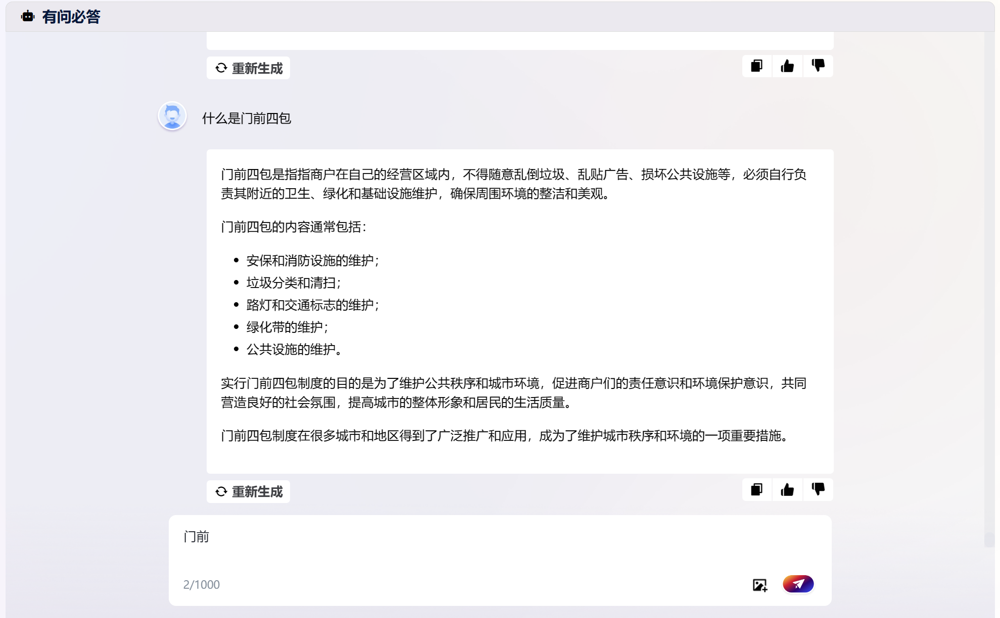 有问必答
重新生成
什么是门前四包
门前四包是指指商户在自己的经营区域内，不得随意乱倒垃圾、乱贴广告、损坏公共设施等，必须自行负
责其附近的卫生、绿化和基础设施维护，确保周围环境的整洁和美观。
门前四包的内容通常包括：
• 安保和消防设施的维护；
• 垃圾分类和清扫；
• 路灯和交通标志的维护；
• 绿化带的维护；
• 公共设施的维护。
实行门前四包制度的目的是为了维护公共秩序和城市环境，促进商户们的责任意识和环境保护意识，共同
营造良好的社会氛围，提高城市的整体形象和居民的生活质量。
门前四包制度在很多城市和地区得到了广泛推广和应用，成为了维护城市秩序和环境的一项重要措施。
重新生成
门前
2/1000